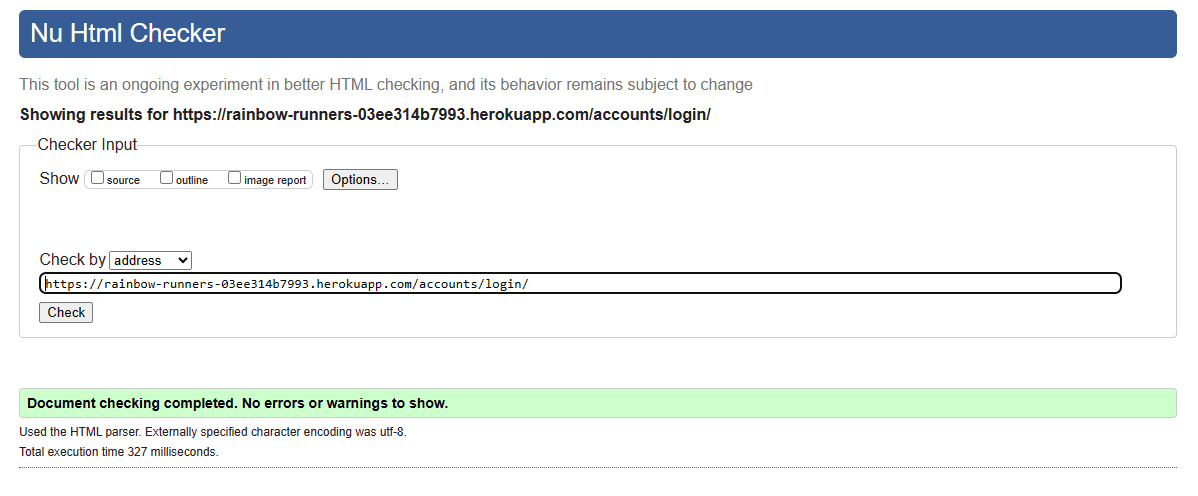 Nu Html Checker
This tool is an ongoing experiment in better HTML checking, and its behavior remains subject to change
Showing results for https://rainbow-runners-03ee314b7993.herokuapp.com/accounts/login/
Checker Input
Show source outline image report Options...
Check by address
https://rainbow-runners-03ee314b7993.herokuapp.com/accounts/login/
Check
Document checking completed. No errors or warnings to show.
Used the HTML parser. Externally specified character encoding was utf-8.
Total execution time 327 milliseconds.